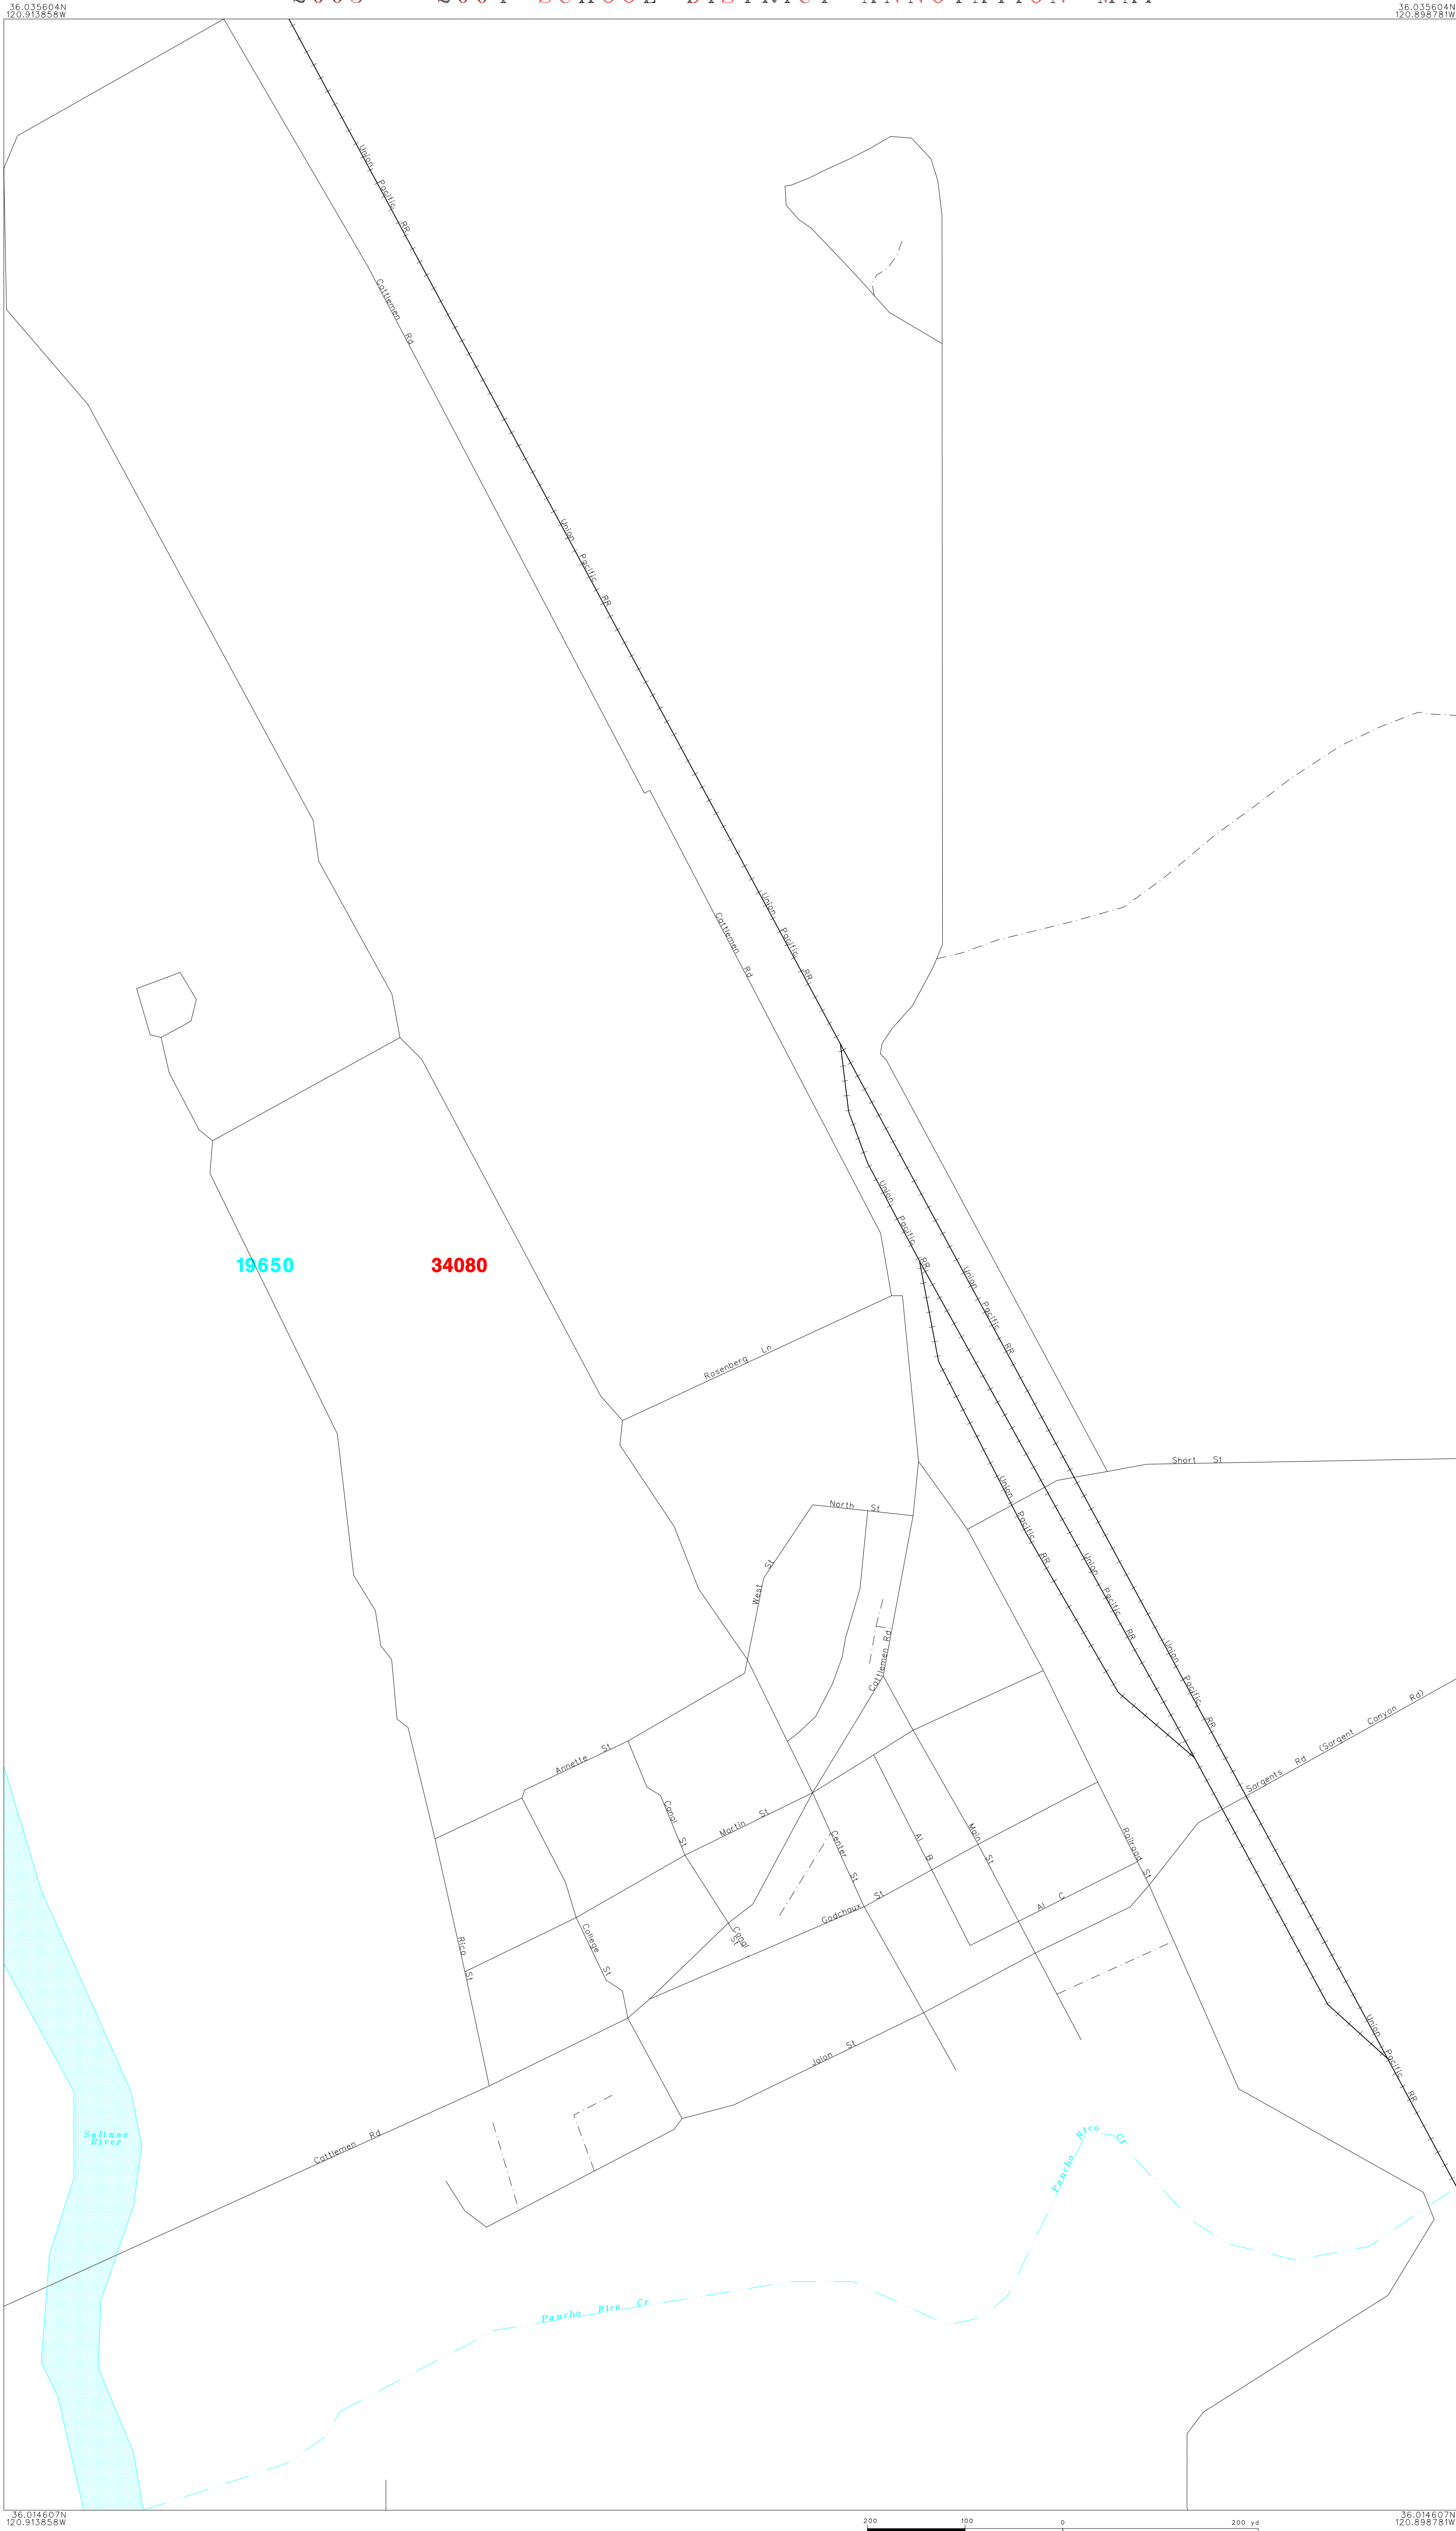 2003 - 2004 SCHOOL DISTRICT ANNOTATION MAP
36.035604N
120.913858W
36.035604N
120.898781W
Union Pacific RR
Cattlemen Rd
Union Pacific RR
Union Pacific RR
Cattlemen Rd
Union Pacific RR
19650
34080
Union Pacific RR
Rosenberg Ln
Short St
Union Pacific RR
North St
West St
Union Pacific RR
Cattlemen Rd
Union Pacific RR
Sargents Rd (Sargent Canyon Rd)
Annette St
Canal St
Martin St
Center St
Al B
Main St
Railroad St
Godchaux St
Al C
Rico St
College St
Canal St
Jolon St
Union Pacific RR
Salinas
River
Cattlemen Rd
Pancho Rico Cr
Pancho Rico Cr
36.014607N
120.913858W
200 100 0 200 yd
36.014607N
120.898781W